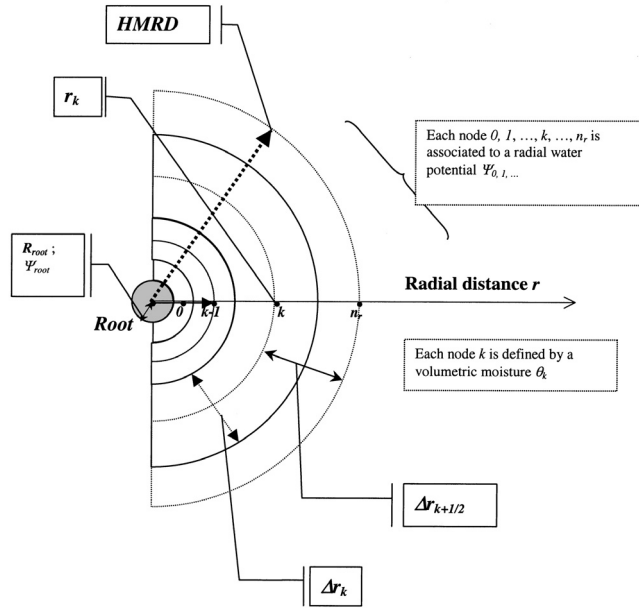 HMRD
r_k
Each node 0, 1, …, k, …, n_r is
associated to a radial water
potential Ψ_0, 1, ...
R_root ;
Ψ_root
Radial distance r
Root
0 k-1 k n_r
Each node k is defined by a
volumetric moisture θ_k
Δr_k+1/2
Δr_k